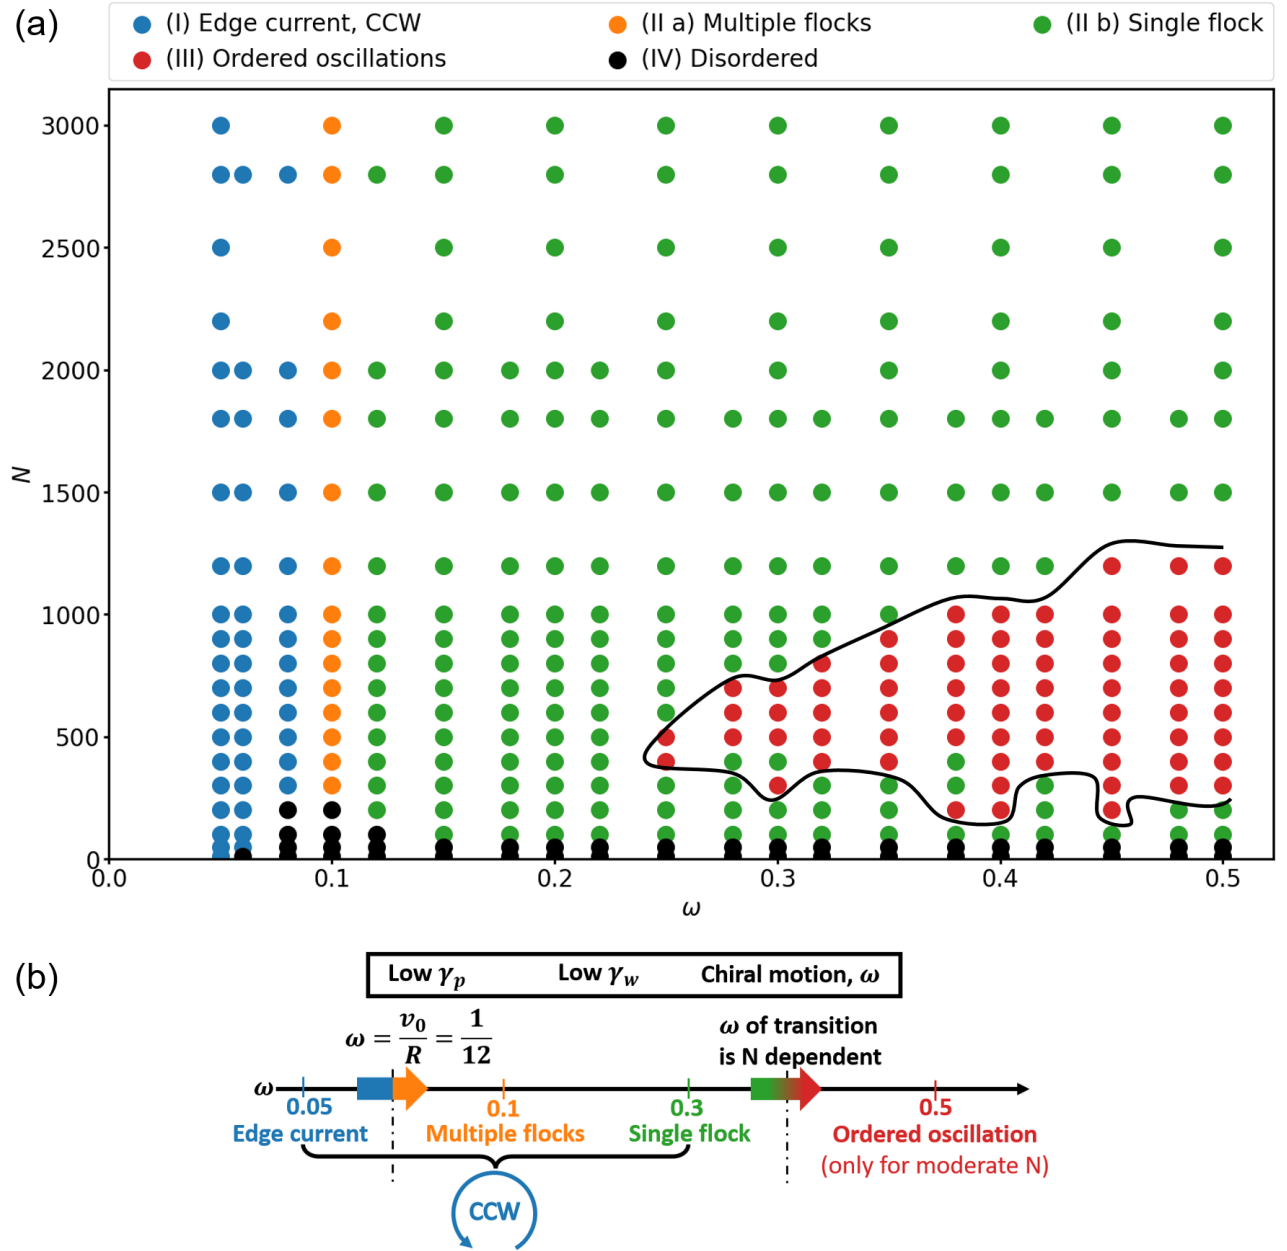 (a)
(I) Edge current, CCW (II a) Multiple flocks (II b) Single flock
(III) Ordered oscillations (IV) Disordered
3000
2500
2000
N
1500
1000
500
0
0.0 0.1 0.2 0.3 0.4 0.5
ω
(b)
Low γp Low γw Chiral motion, ω
ω = v0/R = 1/12
ω of transition
is N dependent
ω
0.05 0.1 0.3 0.5
Edge current Multiple flocks Single flock Ordered oscillation
(only for moderate N)
CCW